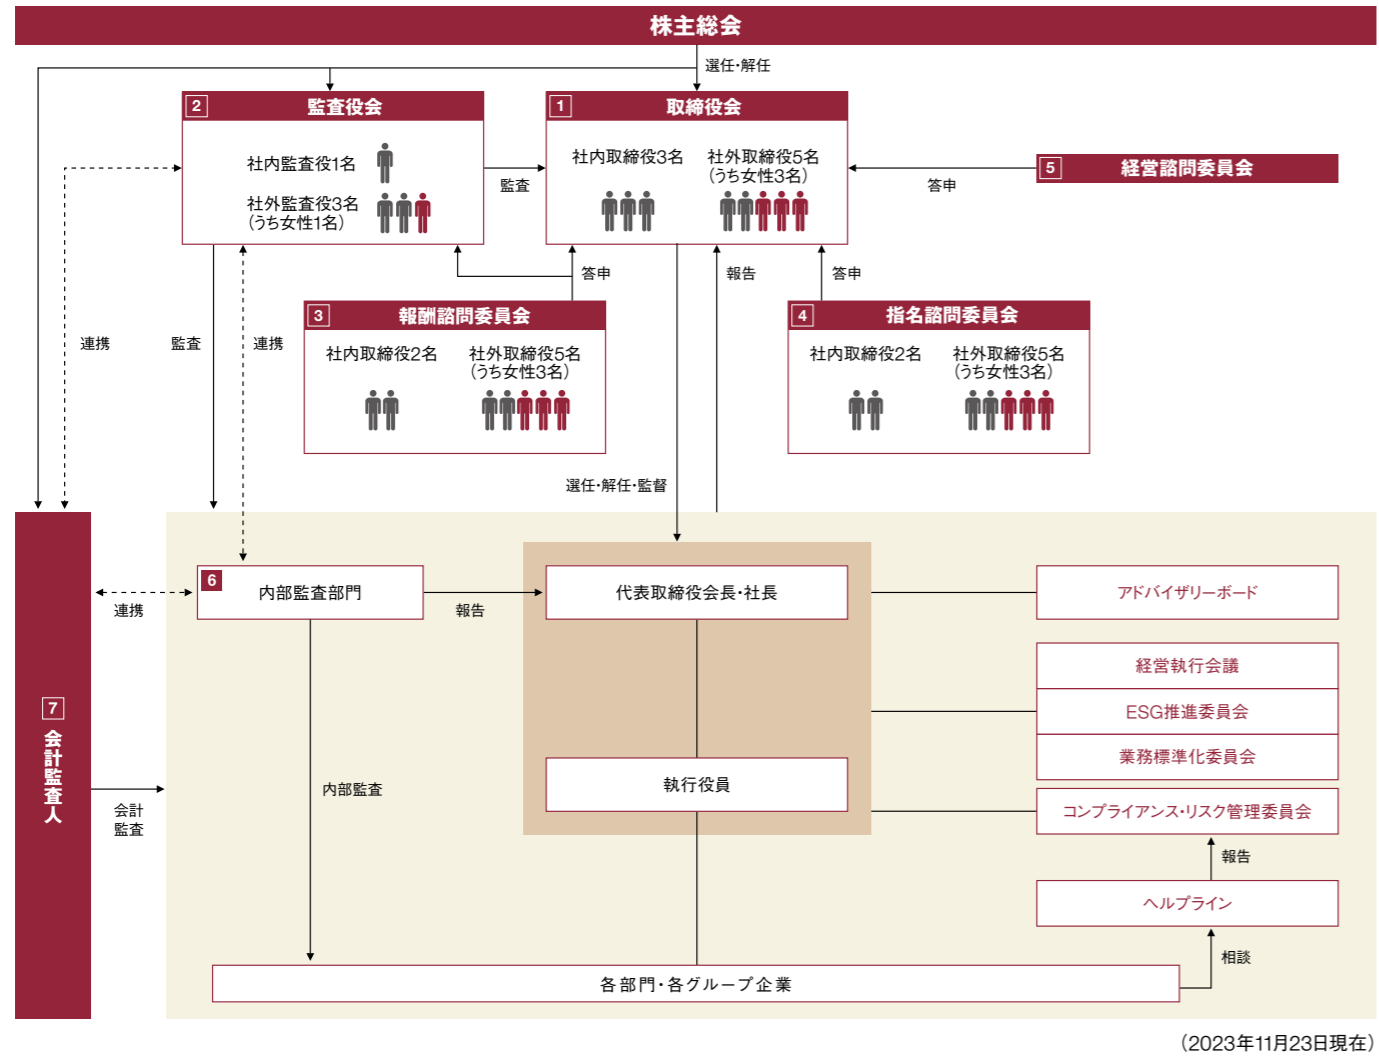 株主総会
選任・解任
2 監査役会
社内監査役1名
社外監査役3名
(うち女性1名)
監査
1 取締役会
社内取締役3名
社外取締役5名
(うち女性3名)
答申
5 経営諮問委員会
答申
報告
答申
3 報酬諮問委員会
社内取締役2名
社外取締役5名
(うち女性3名)
4 指名諮問委員会
社内取締役2名
社外取締役5名
(うち女性3名)
連携
監査
連携
選任・解任・監督
7 会計監査人
連携
会計
監査
6 内部監査部門
報告
代表取締役会長・社長
アドバイザリーボード
経営執行会議
ESG推進委員会
業務標準化委員会
執行役員
内部監査
コンプライアンス・リスク管理委員会
報告
ヘルプライン
相談
各部門・各グループ企業
(2023年11月23日現在)